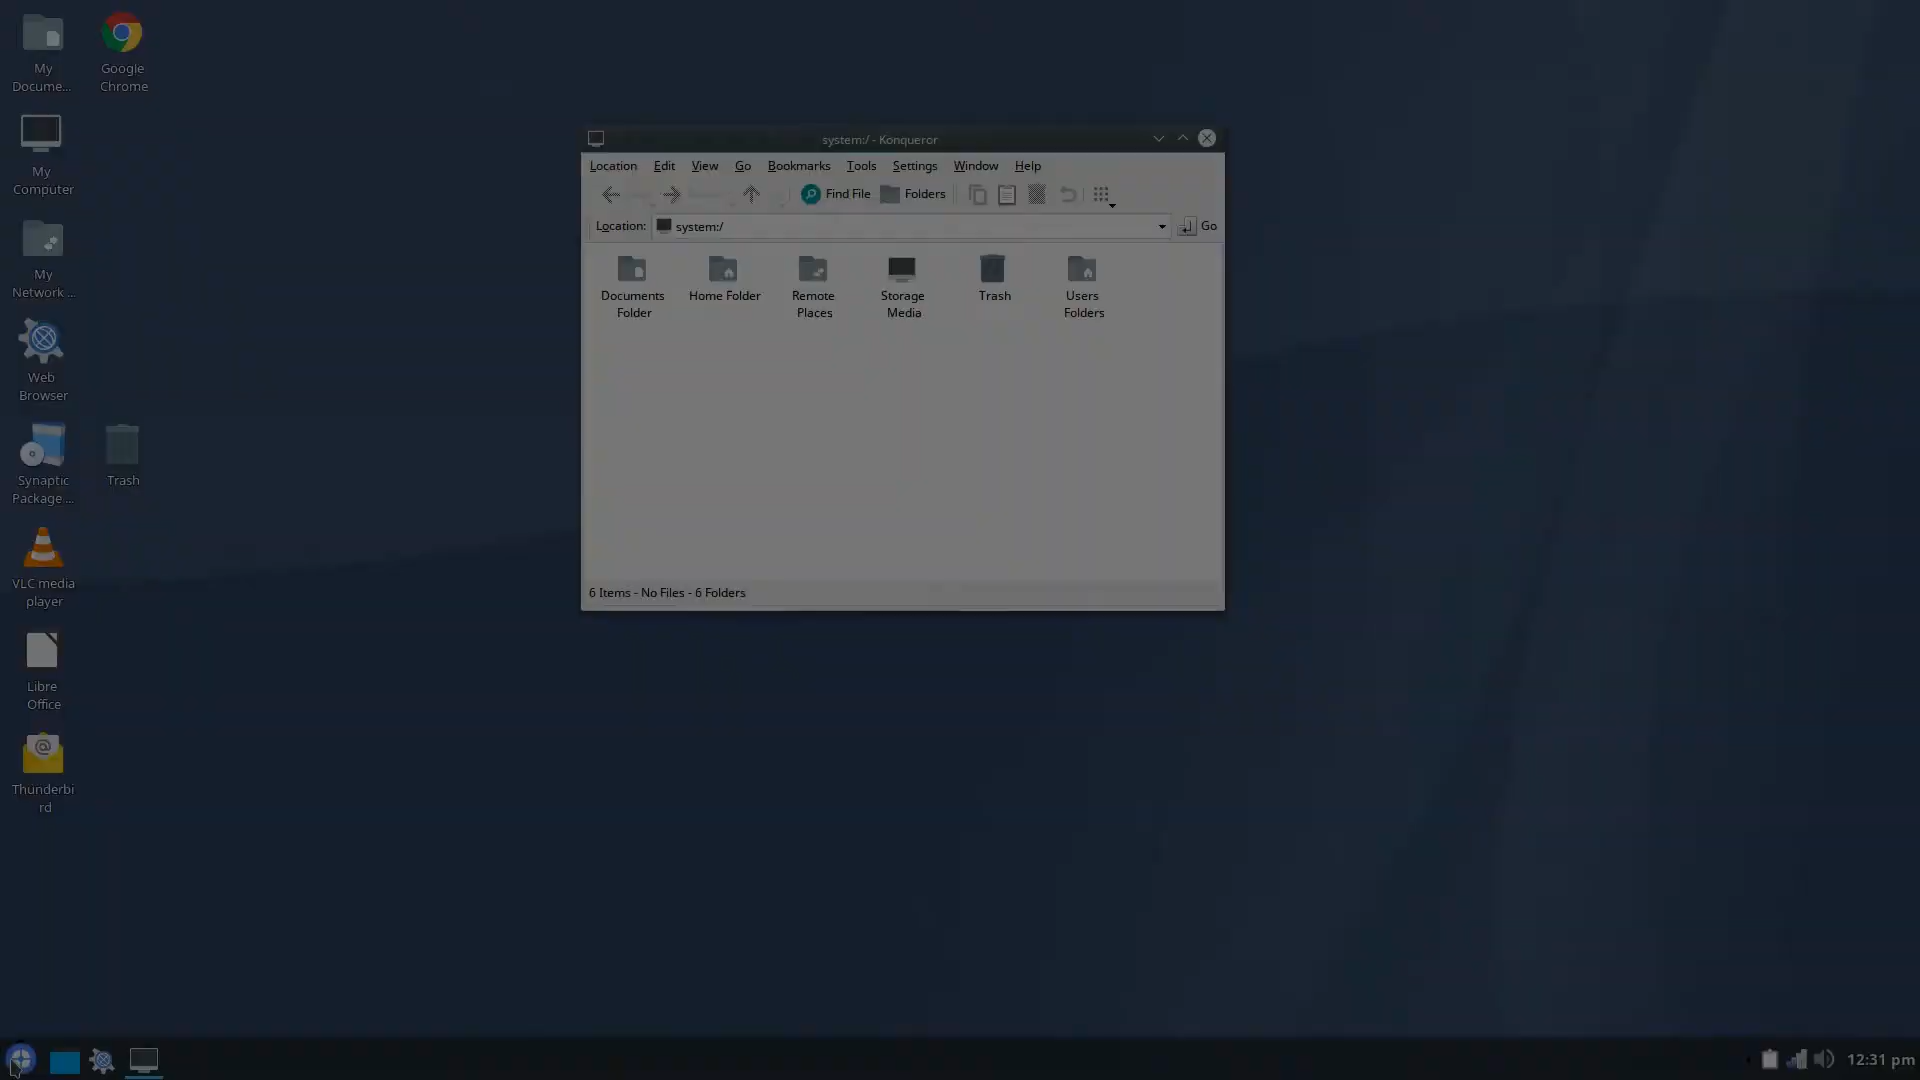 My
Docume...
Google
Chrome
My
Computer
My
Network ...
Web
Browser
Synaptic
Package ...
Trash
VLC media
player
Libre
Office
Thunderbi
rd
system:/ - Konqueror
Location Edit View Go Bookmarks Tools Settings Window Help
Find File Folders
Location: system:/ Go
Documents
Folder
Home Folder
Remote
Places
Storage
Media
Trash
Users
Folders
6 Items - No Files - 6 Folders
12:31 pm